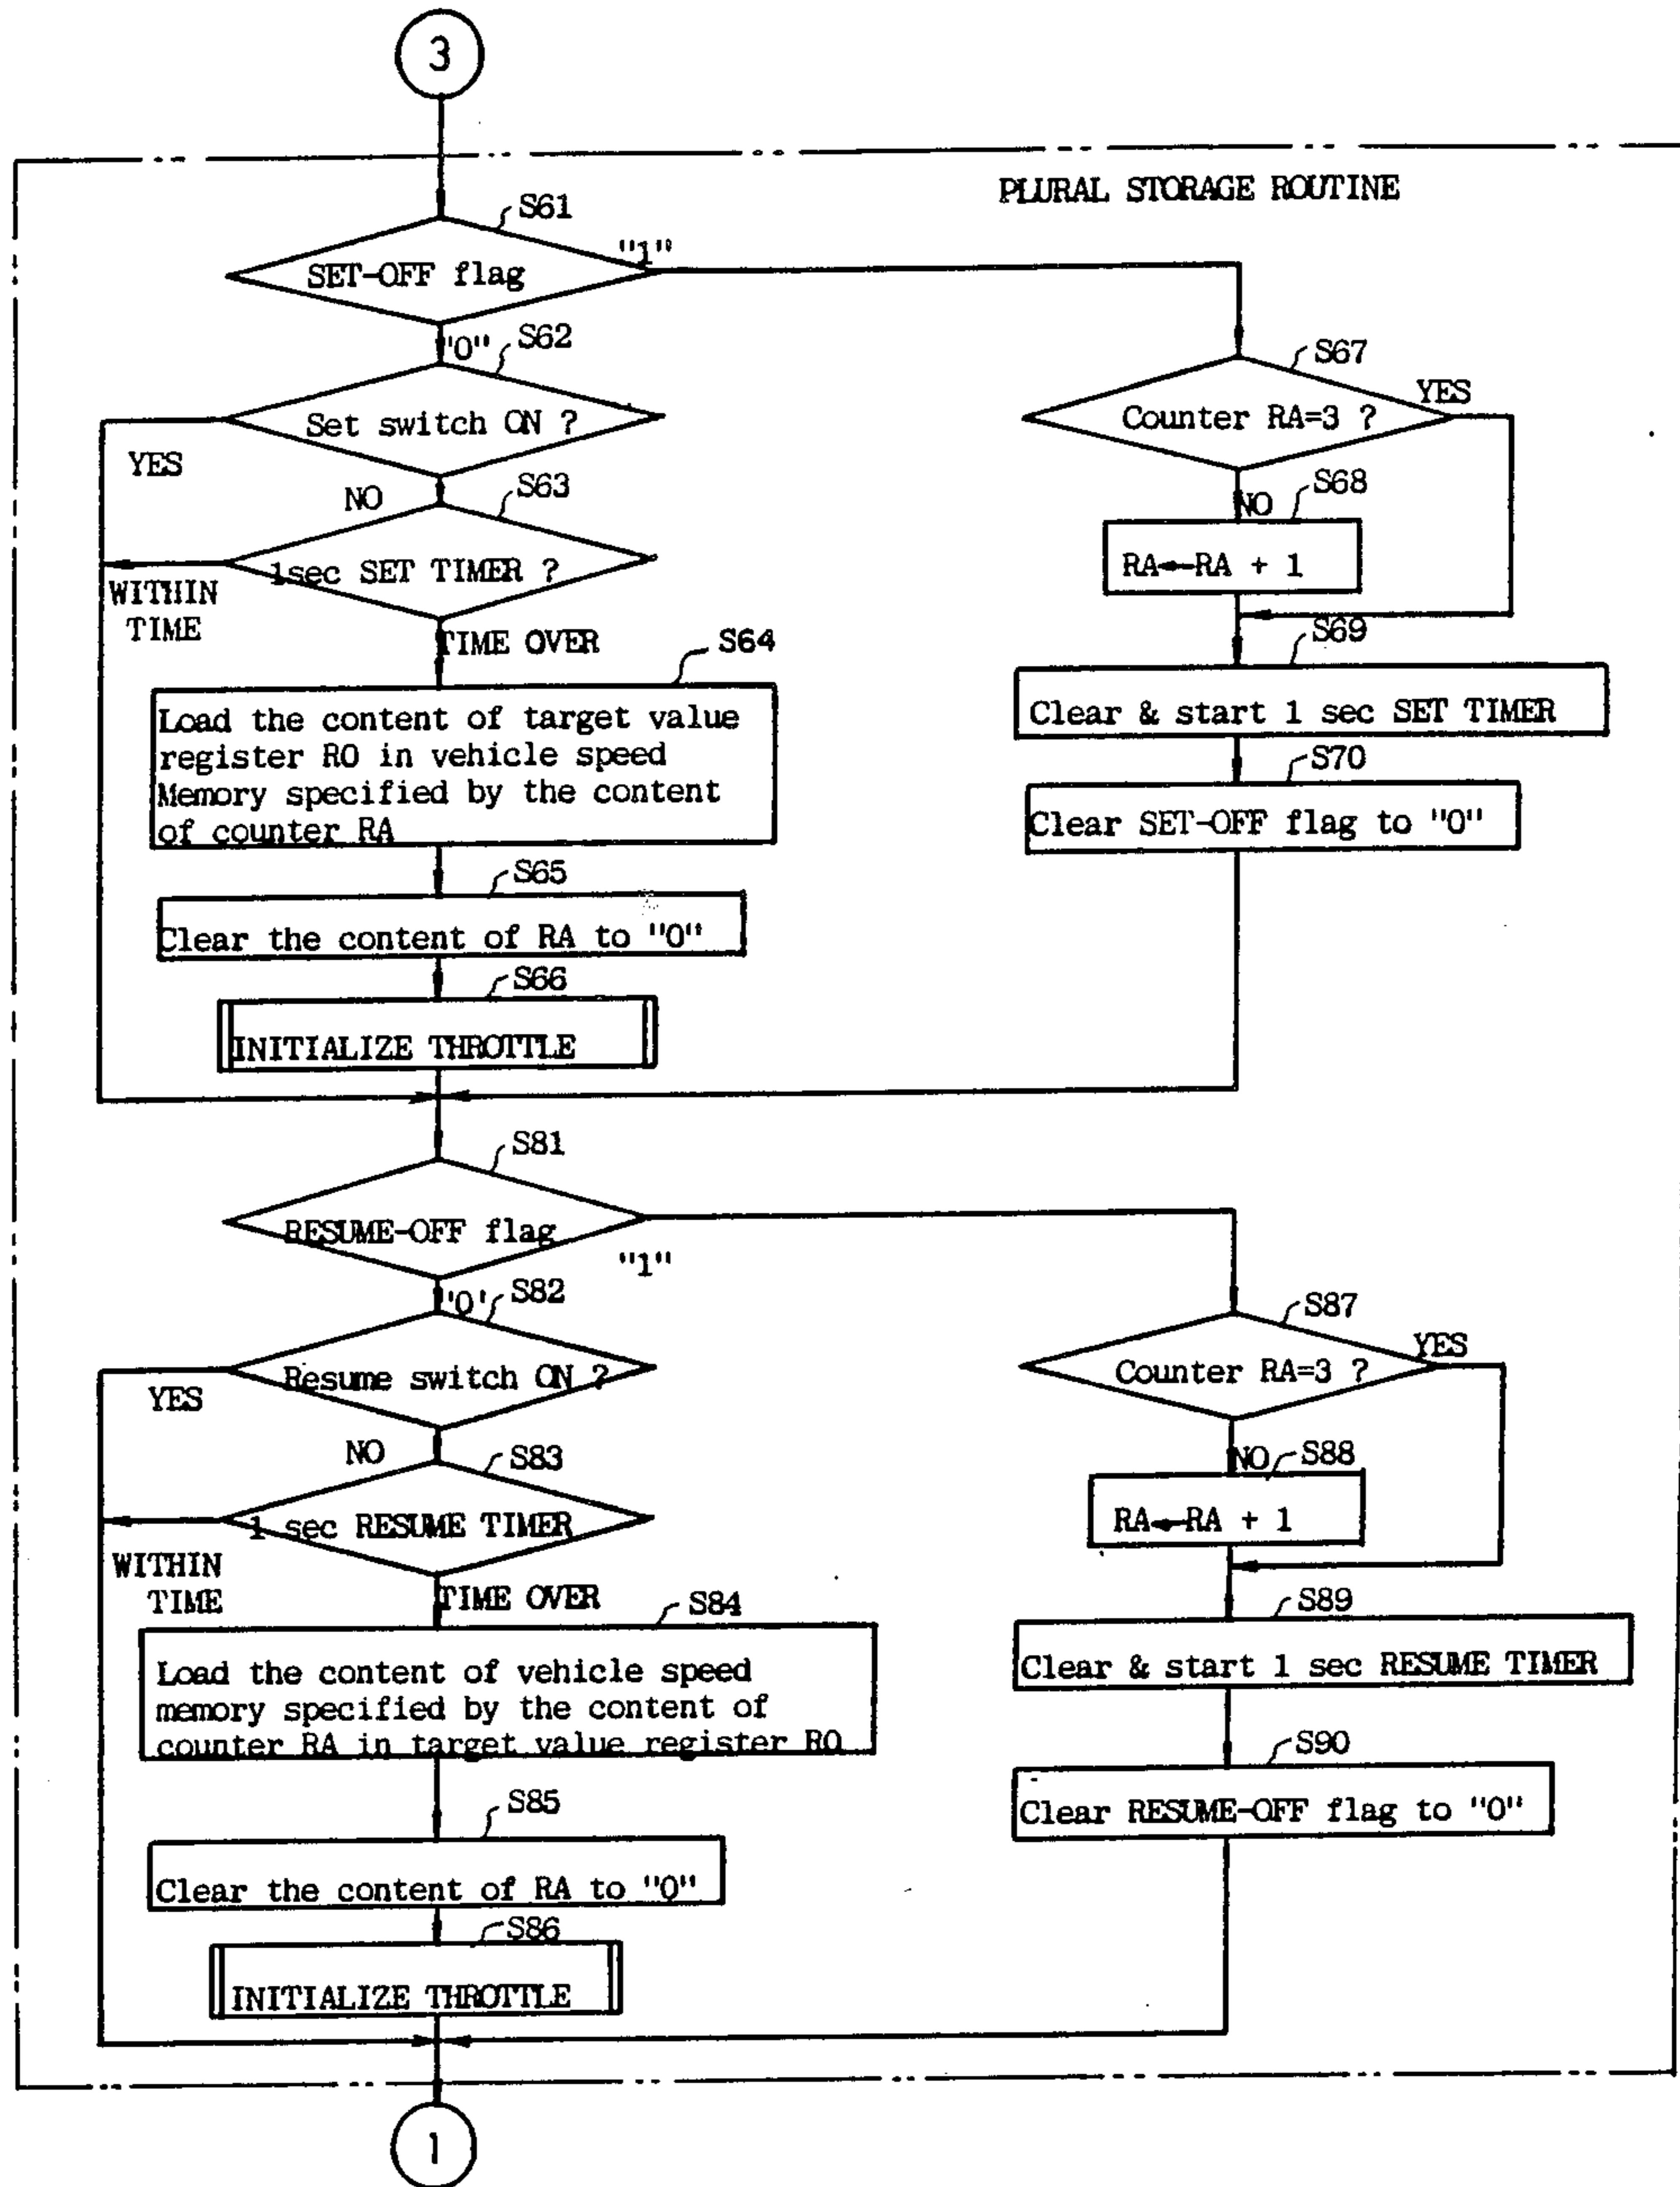 3
PLURAL STORAGE ROUTINE
S61
SET-OFF flag
"1"
"0"
S62
Set switch ON ?
YES
NO
S63
1sec SET TIMER ?
WITHIN
TIME
TIME OVER
S64
Load the content of target value
register RO in vehicle speed
Memory specified by the content
of counter RA
S65
Clear the content of RA to "0"
S66
INITIALIZE THROTTLE
S67
Counter RA=3 ?
YES
NO
S68
RA←RA + 1
S69
Clear & start 1 sec SET TIMER
S70
Clear SET-OFF flag to "0"
S81
RESUME-OFF flag
"1"
'0'
S82
Resume switch ON ?
YES
NO
S83
1 sec RESUME TIMER
WITHIN
TIME
TIME OVER
S84
Load the content of vehicle speed
memory specified by the content of
counter RA in target value register RO
S85
Clear the content of RA to "0"
S86
INITIALIZE THROTTLE
S87
Counter RA=3 ?
YES
NO
S88
RA←RA + 1
S89
Clear & start 1 sec RESUME TIMER
S90
Clear RESUME-OFF flag to "0"
1